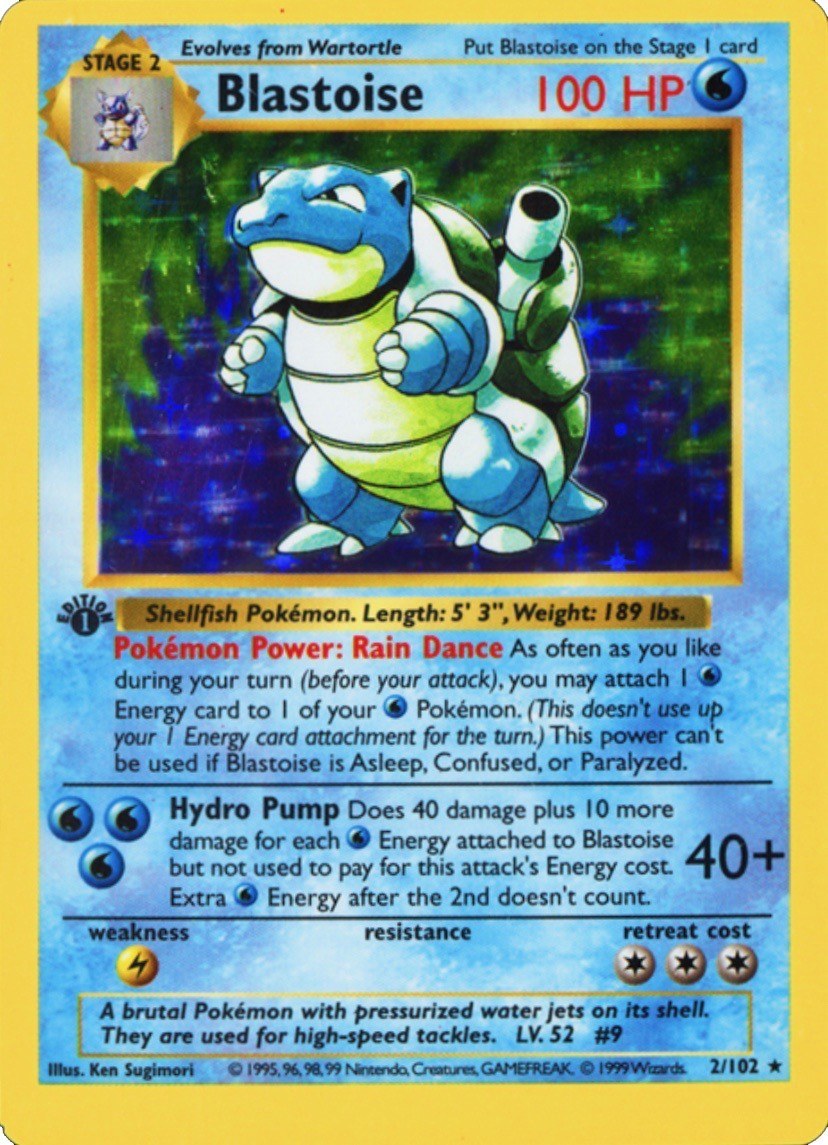 Evolves from Wartortle Put Blastoise on the Stage 1 card
STAGE 2
Blastoise 100 HP
EDITION
1
Shellfish Pokémon. Length: 5' 3", Weight: 189 lbs.
Pokémon Power: Rain Dance As often as you like
during your turn (before your attack), you may attach 1
Energy card to 1 of your Pokémon. (This doesn't use up
your 1 Energy card attachment for the turn.) This power can't
be used if Blastoise is Asleep, Confused, or Paralyzed.
Hydro Pump Does 40 damage plus 10 more
damage for each Energy attached to Blastoise
but not used to pay for this attack's Energy cost.
Extra Energy after the 2nd doesn't count.
40+
weakness resistance retreat cost
A brutal Pokémon with pressurized water jets on its shell.
They are used for high-speed tackles. LV. 52 #9
Illus. Ken Sugimori © 1995, 96, 98, 99 Nintendo, Creatures, GAMEFREAK. © 1999 Wizards. 2/102 ★